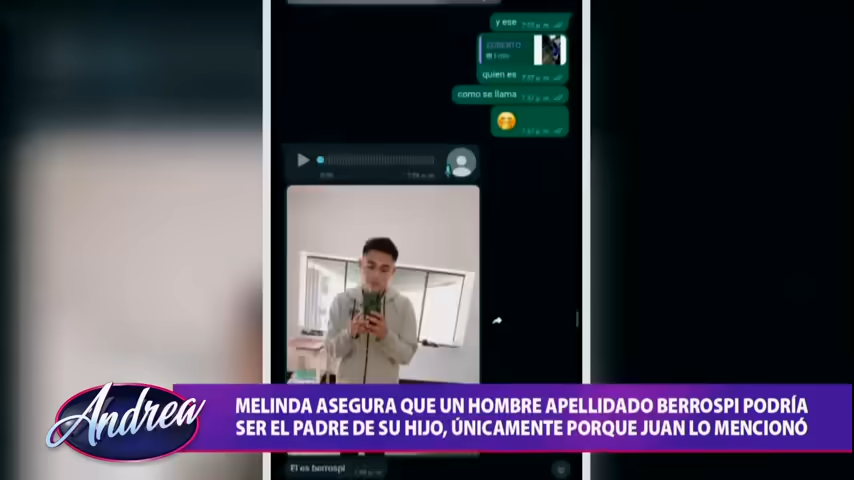 y ese
quien es
como se llama
Andrea
MELINDA ASEGURA QUE UN HOMBRE APELLIDADO BERROSPI PODRÍA
SER EL PADRE DE SU HIJO, ÚNICAMENTE PORQUE JUAN LO MENCIONÓ
El es berrospi